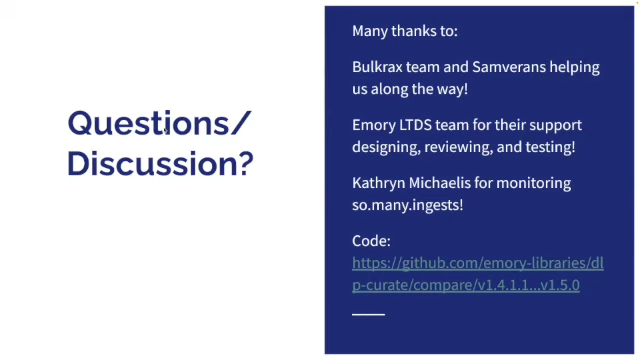 Questions/
Discussion?
Many thanks to:
Bulkrax team and Samverans helping
us along the way!
Emory LTDS team for their support
designing, reviewing, and testing!
Kathryn Michaelis for monitoring
so.many.ingests!
Code:
https://github.com/emory-libraries/dl
p-curate/compare/v1.4.1.1...v1.5.0